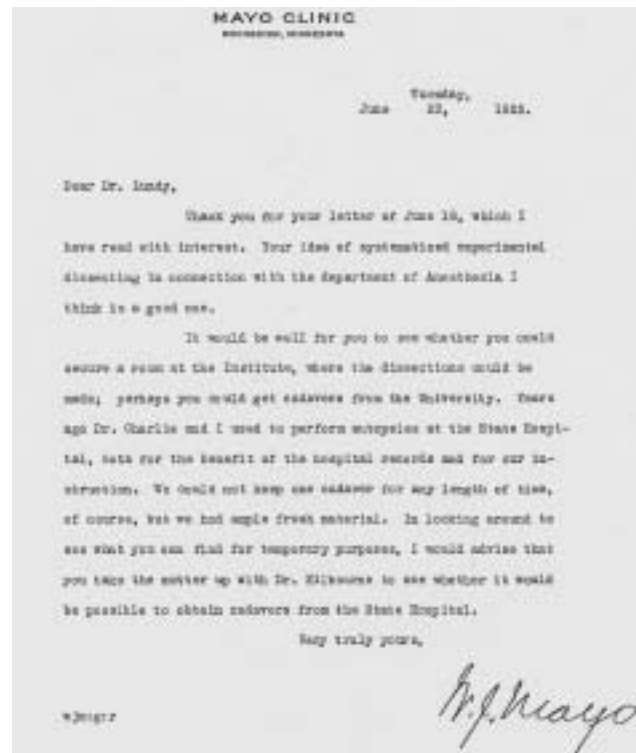 MAYO CLINIC
ROCHESTER, MINNESOTA
Tuesday,
June 23,
Dear Dr. Lundy,
Thank you for your letter of June 18, which I
have read with interest. Your idea of systematized experimental
dissecting in connection with the department of Anesthesia I
think is a good one.
It would be well for you to see whether you could
secure a room at the Institute, where the dissections could be
made; perhaps you could get cadavers from the University. Years
ago Dr. Charlie and I used to perform autopsies at the State Hospi-
tal, both for the benefit of the hospital records and for our in-
struction. We could not keep one cadaver for any length of time,
of course, but we had ample fresh material. In looking around to
see what you can find for temporary purposes, I would advise that
you take the matter up with Dr. Kilbourne to see whether it would
be possible to obtain cadavers from the State Hospital.
Very truly yours,
W.J.Mayo